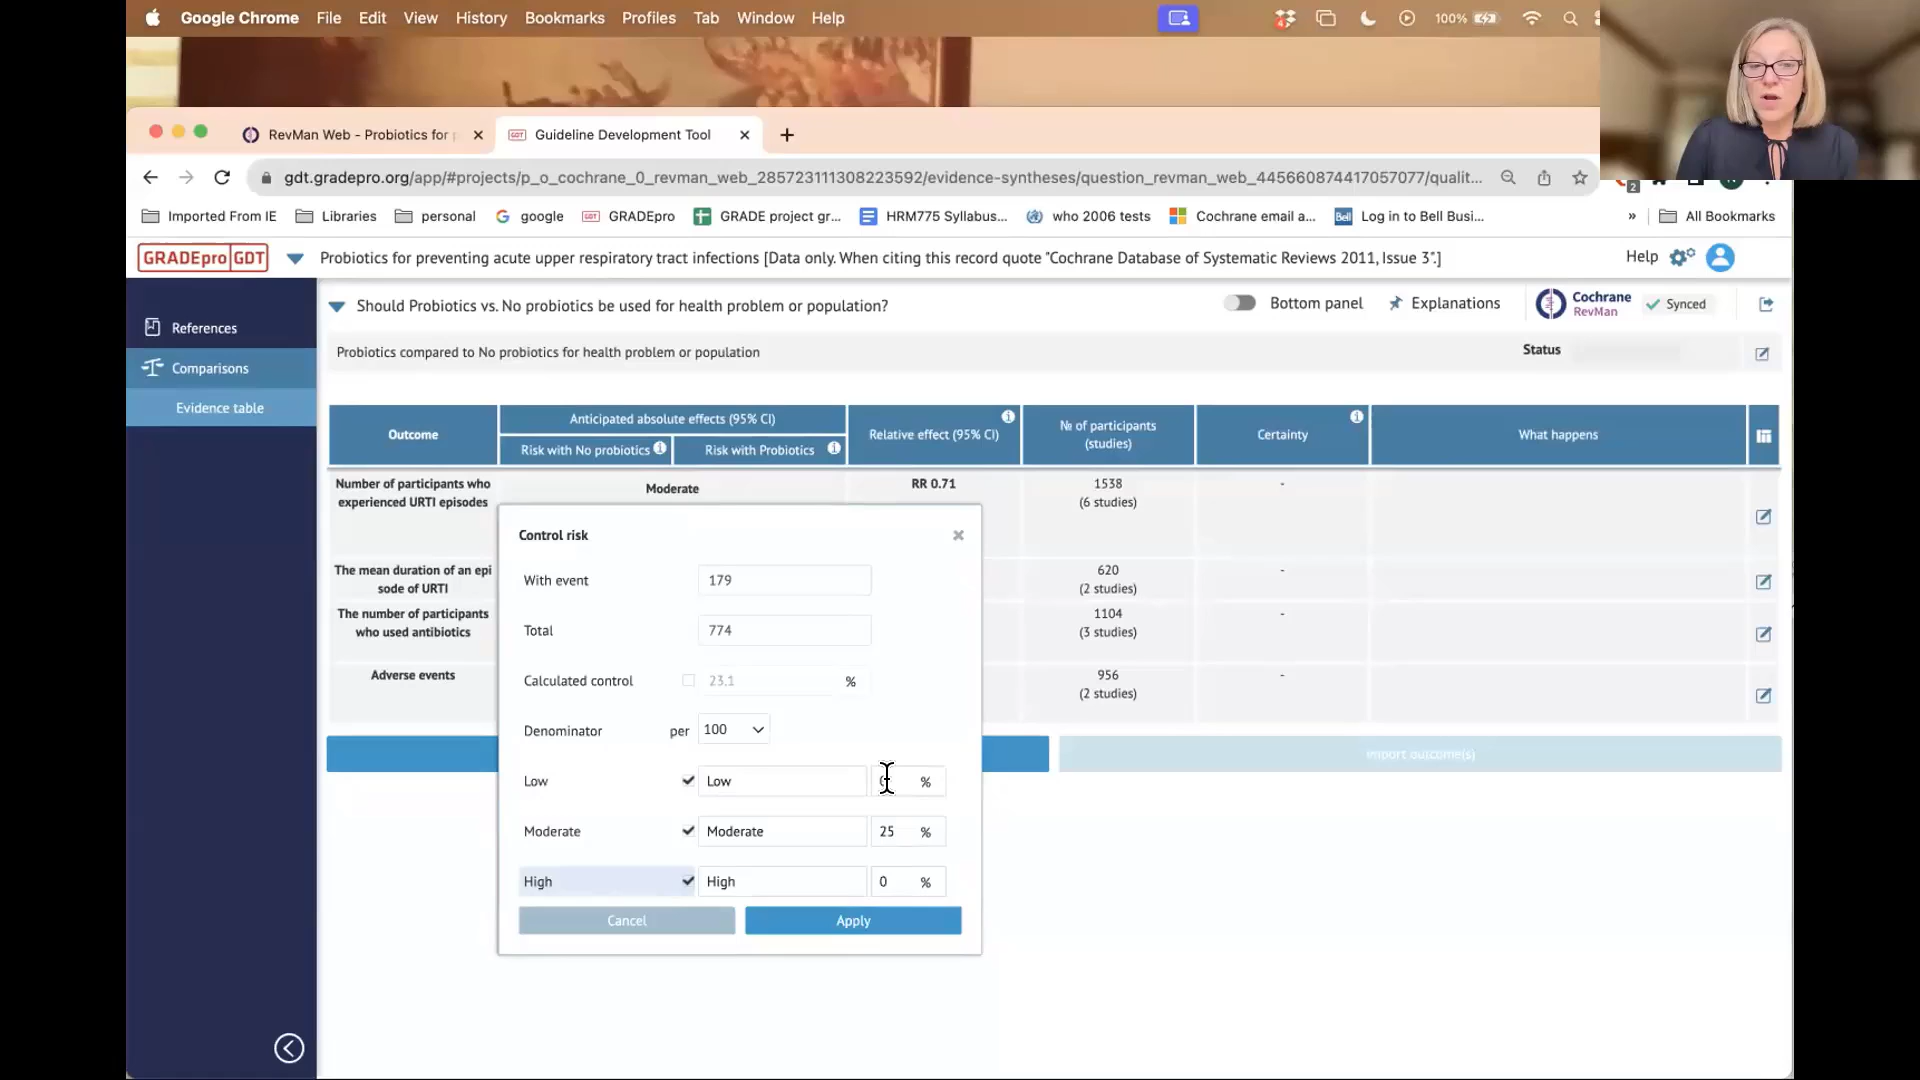 Google Chrome File Edit View History Bookmarks Profiles Tab Window Help
4
100%
RevMan Web - Probiotics for p
Guideline Development Tool
gdt.gradepro.org/app/#projects/p_o_cochrane_0_revman_web_285723111308223592/evidence-syntheses/question_revman_web_445660874417057077/qualit...
2
Imported From IE Libraries personal google GRADEpro GRADE project gr... HRM775 Syllabus... who 2006 tests Cochrane email a... Bell Log in to Bell Busi... » All Bookmarks
GRADEpro GDT Probiotics for preventing acute upper respiratory tract infections [Data only. When citing this record quote "Cochrane Database of Systematic Reviews 2011, Issue 3".] Help
References
Comparisons
Evidence table
Should Probiotics vs. No probiotics be used for health problem or population?
Bottom panel
Explanations
Cochrane
RevMan
Synced
Probiotics compared to No probiotics for health problem or population
Status
Outcome
Anticipated absolute effects (95% CI)
Risk with No probiotics
Risk with Probiotics
Relative effect (95% CI)
№ of participants
(studies)
Certainty
What happens
Number of participants who
experienced URTI episodes
Moderate
RR 0.71
1538
(6 studies)
-
The mean duration of an epi
sode of URTI
620
(2 studies)
-
The number of participants
who used antibiotics
1104
(3 studies)
-
Adverse events
956
(2 studies)
-
Import outcome(s)
Control risk
With event 179
Total 774
Calculated control 23.1 %
Denominator per 100
Low Low %
Moderate Moderate 25 %
High High 0 %
Cancel
Apply